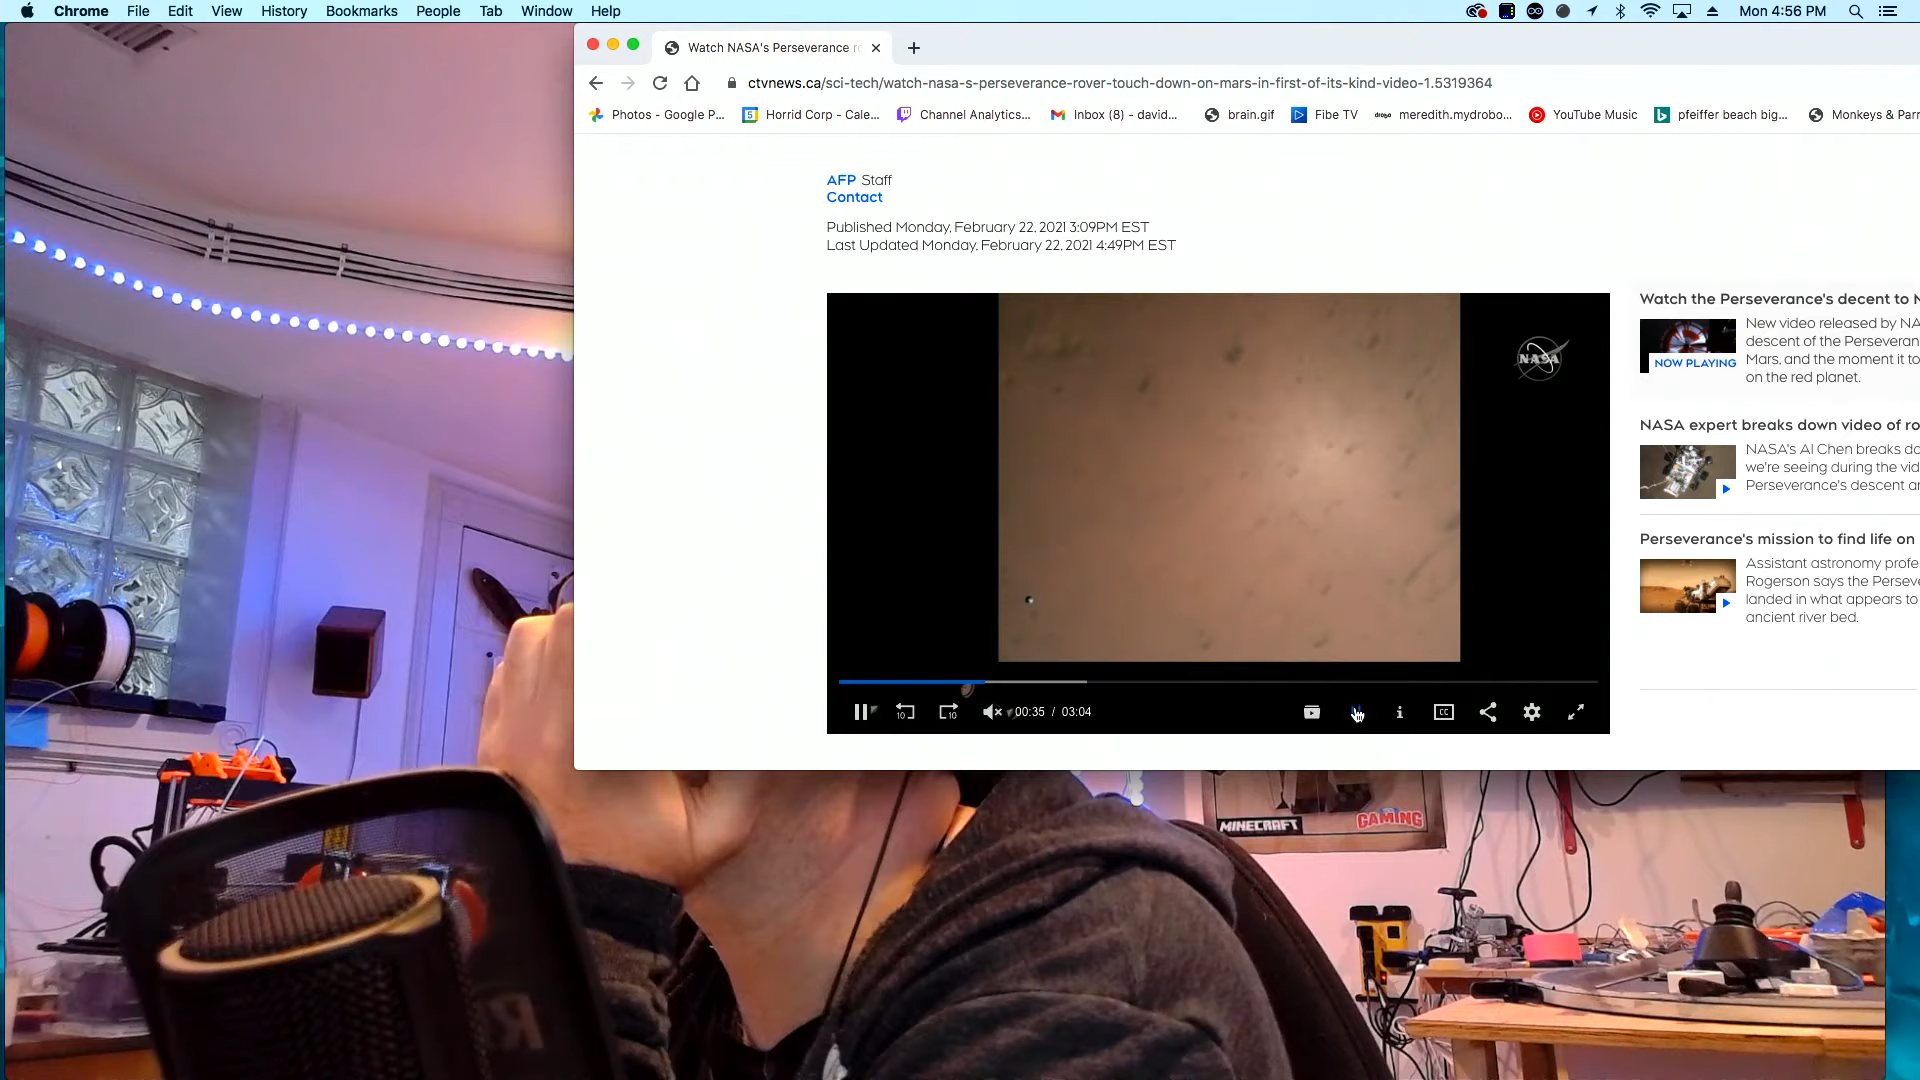 Chrome File Edit View History Bookmarks People Tab Window Help Mon 4:56 PM
Watch NASA's Perseverance r
ctvnews.ca/sci-tech/watch-nasa-s-perseverance-rover-touch-down-on-mars-in-first-of-its-kind-video-1.5319364
Photos - Google P... Horrid Corp - Cale... Channel Analytics... Inbox (8) - david... brain.gif Fibe TV meredith.mydrobo... YouTube Music pfeiffer beach big... Monkeys & Parr
AFP Staff
Contact
Published Monday, February 22, 2021 3:09PM EST
Last Updated Monday, February 22, 2021 4:49PM EST
NASA
00:35 / 03:04
CC
Watch the Perseverance's decent to
NOW PLAYING
New video released by NA
descent of the Perseveran
Mars, and the moment it to
on the red planet.
NASA expert breaks down video of ro
NASA's Al Chen breaks do
we're seeing during the vid
Perseverance's descent an
Perseverance's mission to find life on
Assistant astronomy profe
Rogerson says the Perseve
landed in what appears to
ancient river bed.
MINECRAFT
GAMING
R